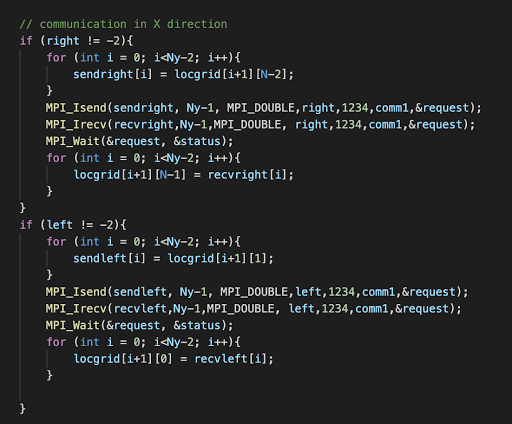 // communication in X direction
if (right != -2){
for (int i = 0; i<Ny-2; i++){
sendright[i] = locgrid[i+1][N-2];
}
MPI_Isend(sendright, Ny-1, MPI_DOUBLE,right,1234,comm1,&request);
MPI_Irecv(recvright,Ny-1,MPI_DOUBLE, right,1234,comm1,&request);
MPI_Wait(&request, &status);
for (int i = 0; i<Ny-2; i++){
locgrid[i+1][N-1] = recvright[i];
}
}
if (left != -2){
for (int i = 0; i<Ny-2; i++){
sendleft[i] = locgrid[i+1][1];
}
MPI_Isend(sendleft, Ny-1, MPI_DOUBLE,left,1234,comm1,&request);
MPI_Irecv(recvleft,Ny-1,MPI_DOUBLE, left,1234,comm1,&request);
MPI_Wait(&request, &status);
for (int i = 0; i<Ny-2; i++){
locgrid[i+1][0] = recvleft[i];
}
}